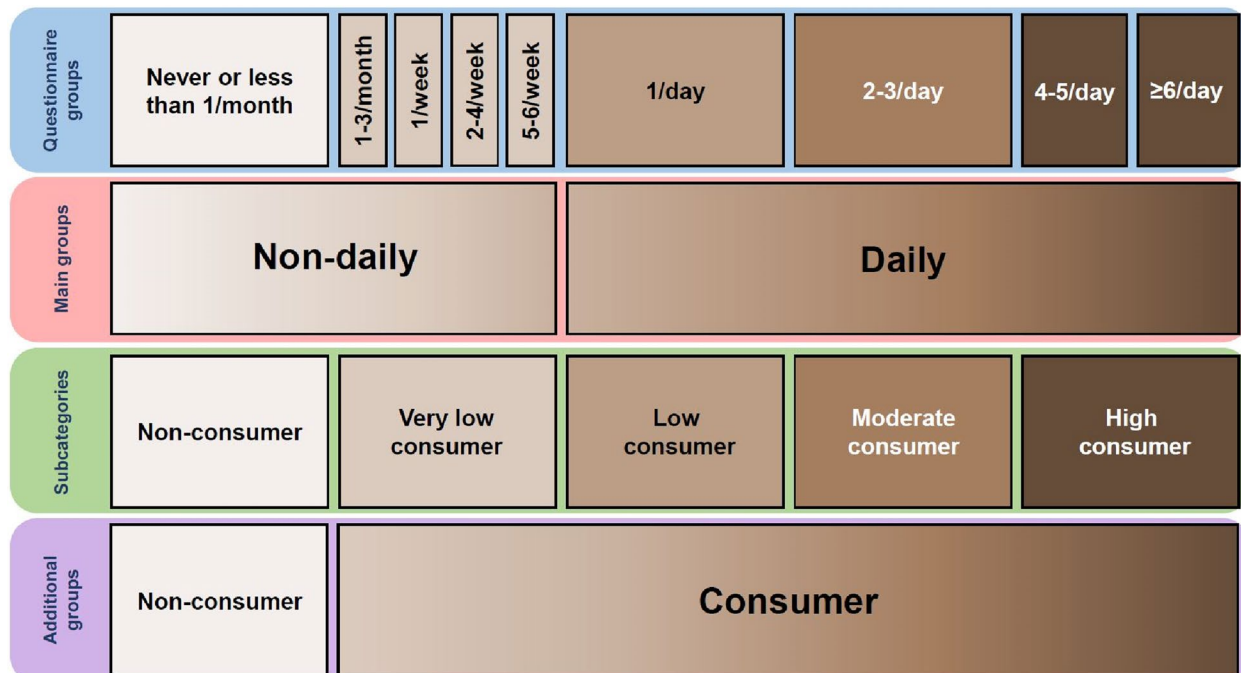 Questionnaire
groups
Never or less
than 1/month
1-3/month
1/week
2-4/week
5-6/week
1/day
2-3/day
4-5/day
≥6/day
Main groups
Non-daily
Daily
Subcategories
Non-consumer
Very low
consumer
Low
consumer
Moderate
consumer
High
consumer
Additional
groups
Non-consumer
Consumer